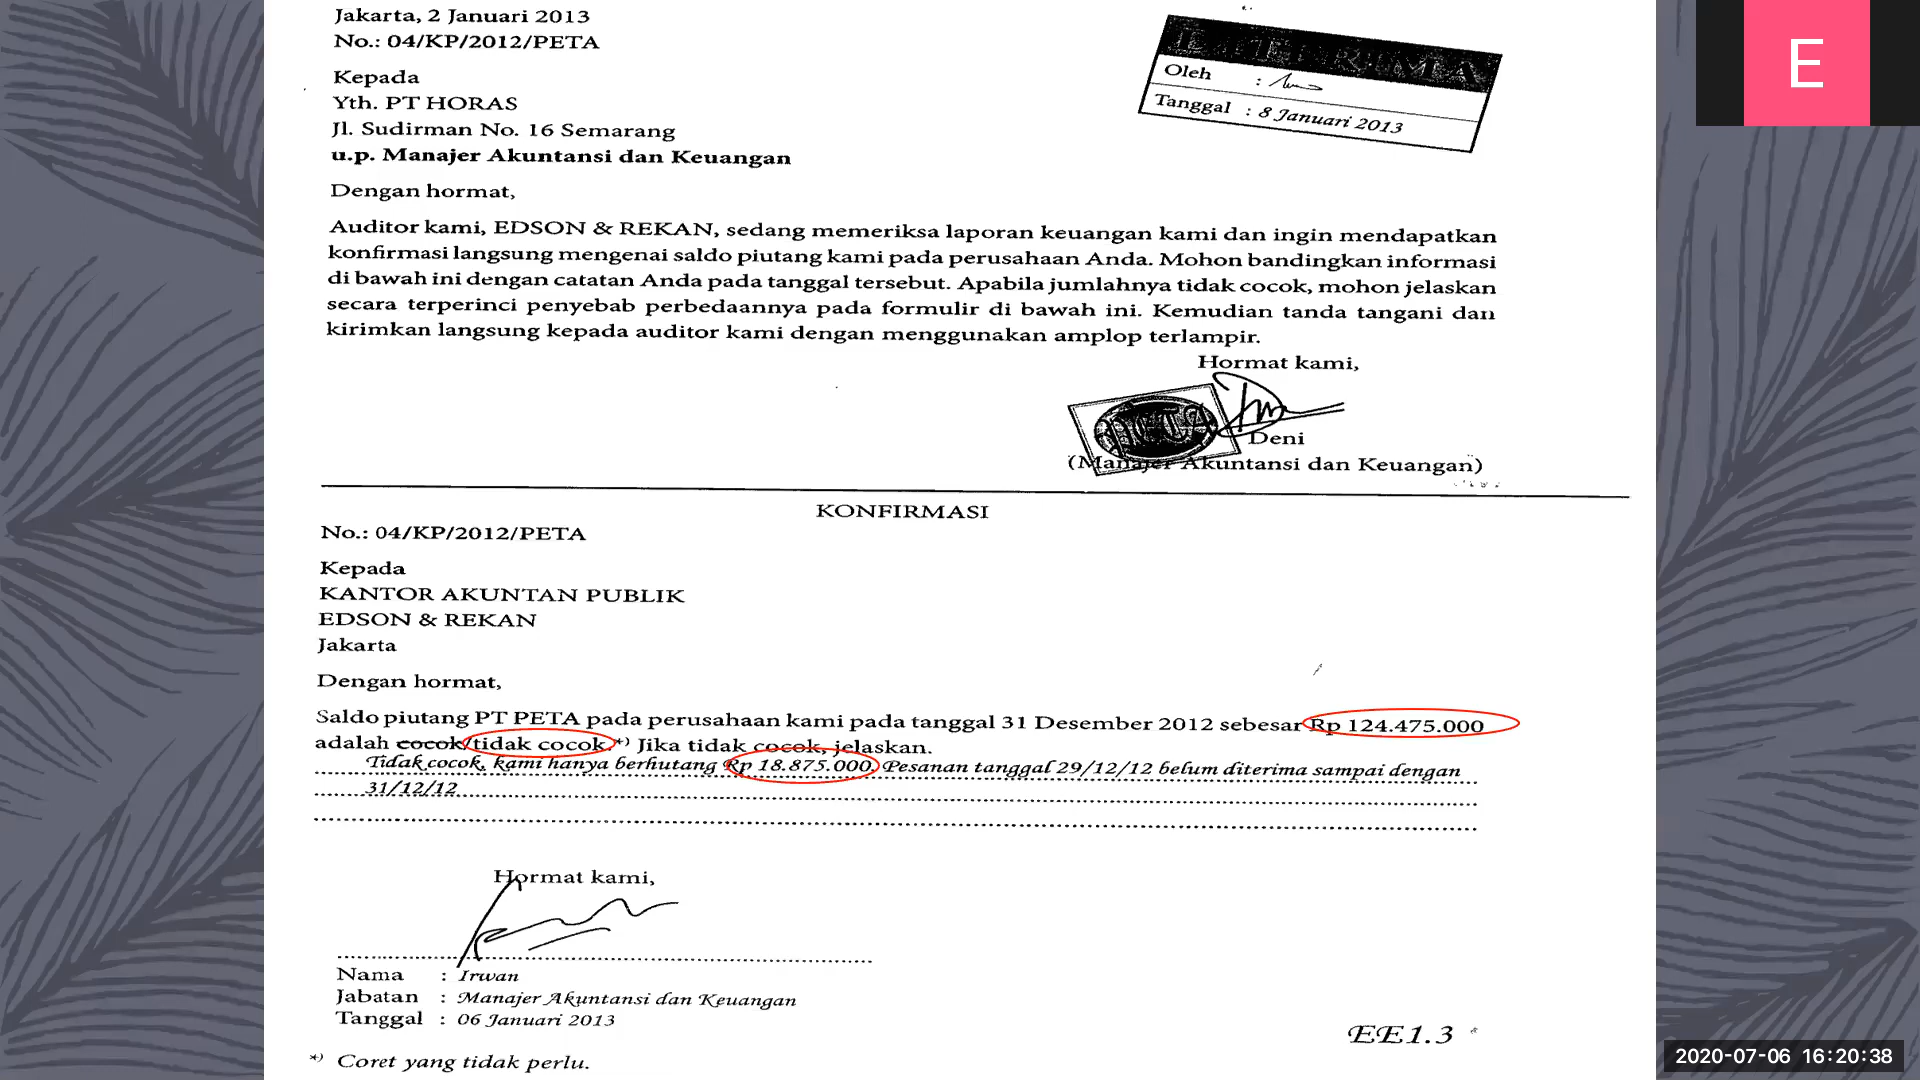 Jakarta, 2 Januari 2013
No.: 04/KP/2012/PETA
DITERIMA
Oleh :
Tanggal : 8 Januari 2013
Kepada
Yth. PT HORAS
Jl. Sudirman No. 16 Semarang
u.p. Manajer Akuntansi dan Keuangan
Dengan hormat,
Auditor kami, EDSON & REKAN, sedang memeriksa laporan keuangan kami dan ingin mendapatkan
konfirmasi langsung mengenai saldo piutang kami pada perusahaan Anda. Mohon bandingkan informasi
di bawah ini dengan catatan Anda pada tanggal tersebut. Apabila jumlahnya tidak cocok, mohon jelaskan
secara terperinci penyebab perbedaannya pada formulir di bawah ini. Kemudian tanda tangani dan
kirimkan langsung kepada auditor kami dengan menggunakan amplop terlampir.
Hormat kami,
PETA
Deni
(Manajer Akuntansi dan Keuangan)
KONFIRMASI
No.: 04/KP/2012/PETA
Kepada
KANTOR AKUNTAN PUBLIK
EDSON & REKAN
Jakarta
Dengan hormat,
Saldo piutang PT PETA pada perusahaan kami pada tanggal 31 Desember 2012 sebesar Rp 124.475.000
adalah cocok/tidak cocok.*) Jika tidak cocok, jelaskan.
Tidak cocok, kami hanya berhutang Rp 18.875.000. Pesanan tanggal 29/12/12 belum diterima sampai dengan
31/12/12
Hormat kami,
Nama : Irwan
Jabatan : Manajer Akuntansi dan Keuangan
Tanggal : 06 Januari 2013
EE1.3
*) Coret yang tidak perlu.
E
2020-07-06 16:20:38